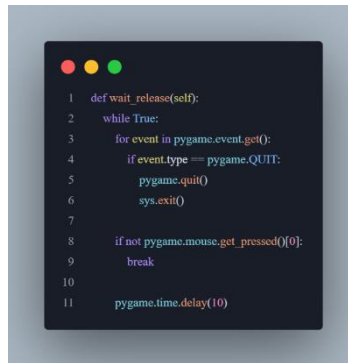 1 def wait_release(self):
2 while True:
3 for event in pygame.event.get():
4 if event.type == pygame.QUIT:
5 pygame.quit()
6 sys.exit()
7
8 if not pygame.mouse.get_pressed()[0]:
9 break
10
11 pygame.time.delay(10)